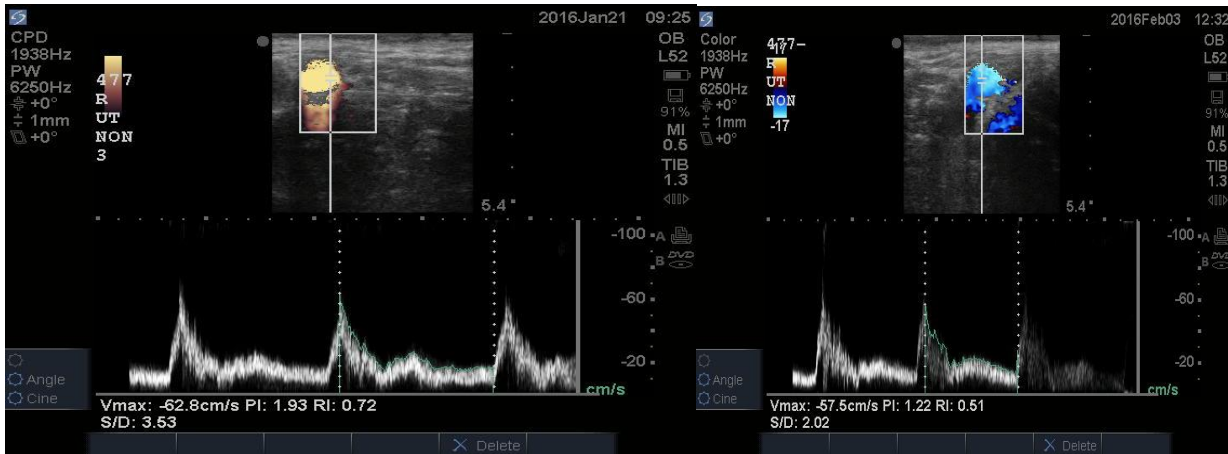 2016Jan21 09:25
CPD
1938Hz
PW
6250Hz
+0°
1mm
+0°
477
R
UT
NON
3
OB
L52
91%
MI
0.5
TIB
1.3
5.4
-100
A
B DVD
-60
-20
cm/s
Angle
Cine
Vmax: -62.8cm/s PI: 1.93 RI: 0.72
S/D: 3.53
X Delete
2016Feb03 12:32
Color
1938Hz
PW
6250Hz
+0°
1mm
+0°
477-
17
R
UT
NON
-17
OB
L52
91%
MI
0.5
TIB
1.3
5.4
-100
A
B DVD
-60
-20
cm/s
Angle
Cine
Vmax: -57.5cm/s PI: 1.22 RI: 0.51
S/D: 2.02
X Delete